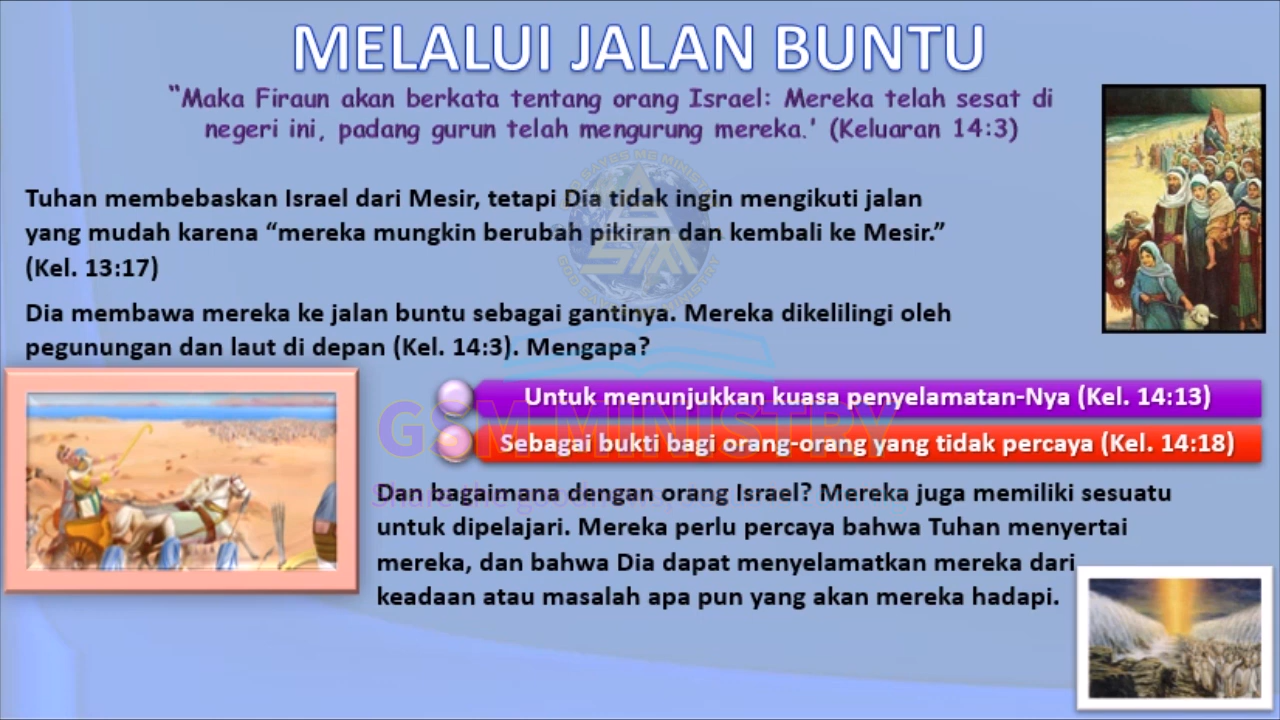 MELALUI JALAN BUNTU
“Maka Firaun akan berkata tentang orang Israel: Mereka telah sesat di
negeri ini, padang gurun telah mengurung mereka.' (Keluaran 14:3)
Tuhan membebaskan Israel dari Mesir, tetapi Dia tidak ingin mengikuti jalan
yang mudah karena “mereka mungkin berubah pikiran dan kembali ke Mesir.”
(Kel. 13:17)
Dia membawa mereka ke jalan buntu sebagai gantinya. Mereka dikelilingi oleh
pegunungan dan laut di depan (Kel. 14:3). Mengapa?
Untuk menunjukkan kuasa penyelamatan-Nya (Kel. 14:13)
GSM MINISTRY
Sebagai bukti bagi orang-orang yang tidak percaya (Kel. 14:18)
Dan bagaimana dengan orang Israel? Mereka juga memiliki sesuatu
untuk dipelajari. Mereka perlu percaya bahwa Tuhan menyertai
mereka, dan bahwa Dia dapat menyelamatkan mereka dari
keadaan atau masalah apa pun yang akan mereka hadapi.